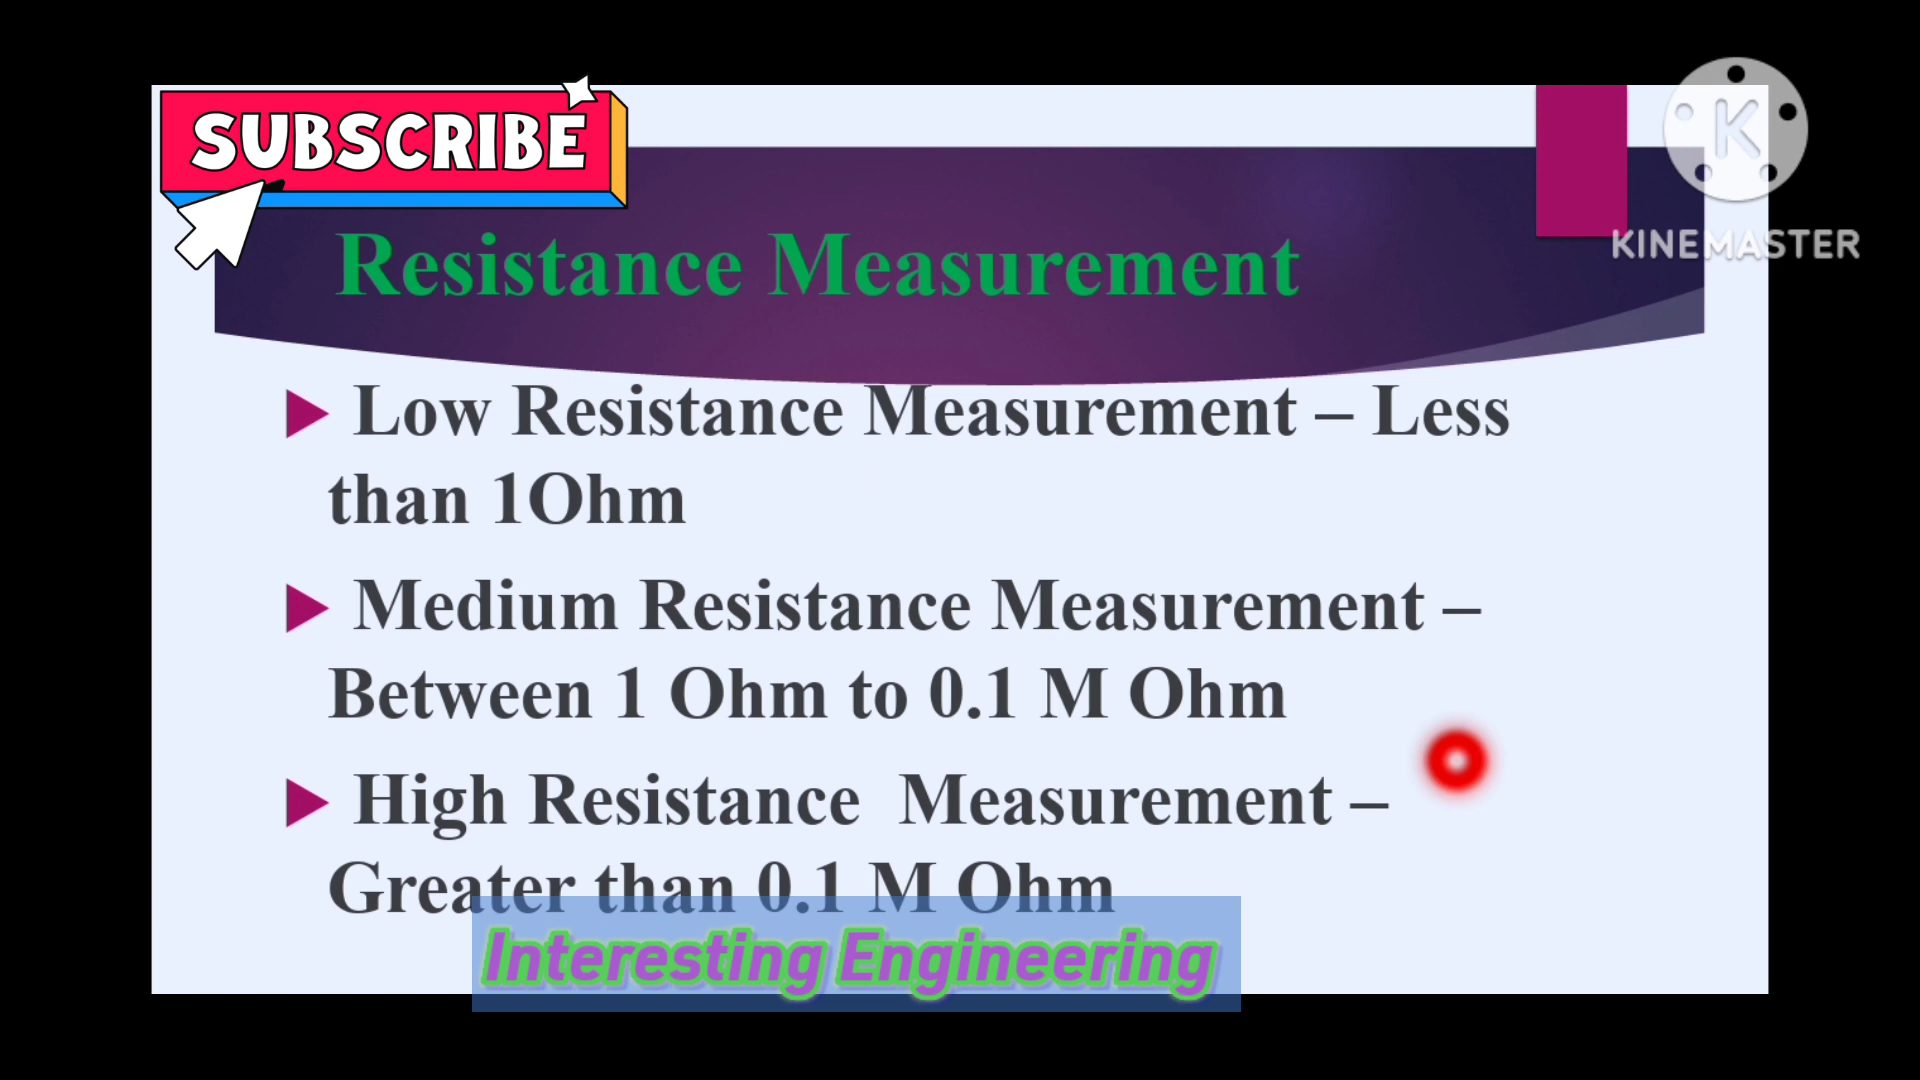 SUBSCRIBE
K
KINEMASTER
Resistance Measurement
Low Resistance Measurement – Less
than 1Ohm
Medium Resistance Measurement –
Between 1 Ohm to 0.1 M Ohm
High Resistance Measurement –
Greater than 0.1 M Ohm
Interesting Engineering